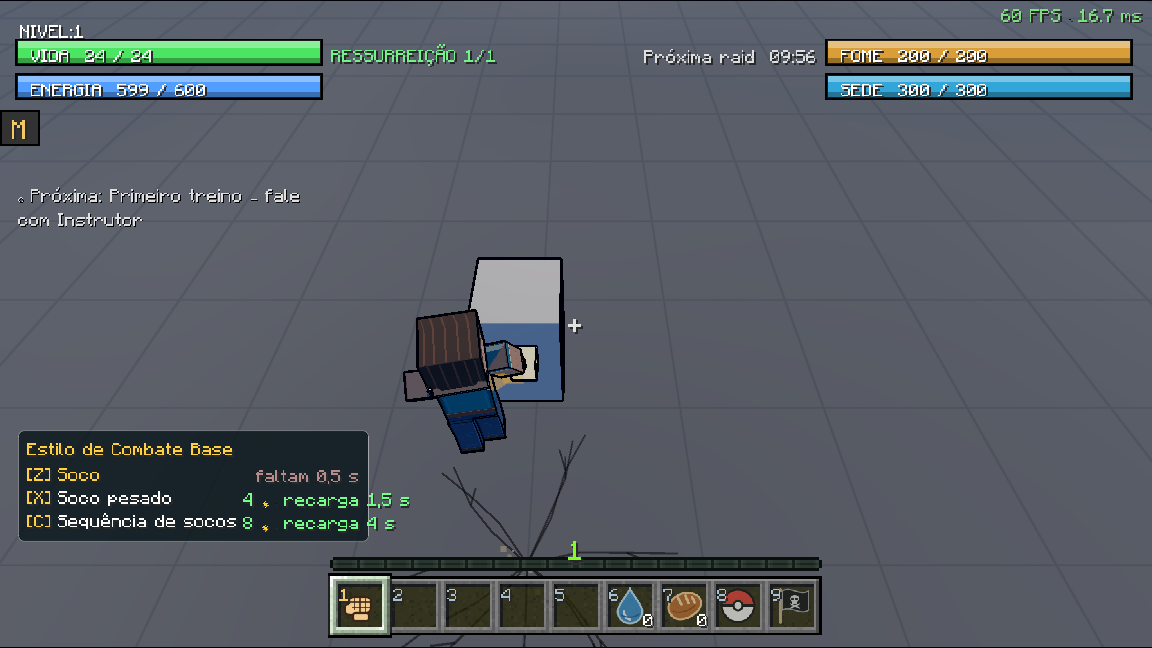 60 FPS . 16.7 ms
NIVEL:1
VIDA 24 / 24
RESSURREIÇÃO 1/1
Próxima raid 09:56
FOME 200 / 200
ENERGIA 599 / 600
SEDE 300 / 300
M
Próxima: Primeiro treino - fale
com Instrutor
Estilo de Combate Base
[Z] Soco faltam 0,5 s
[X] Soco pesado 4 recarga 1,5 s
[C] Sequência de socos 8 recarga 4 s
1
1 2 3 4 5 6 7 8 9
0 0